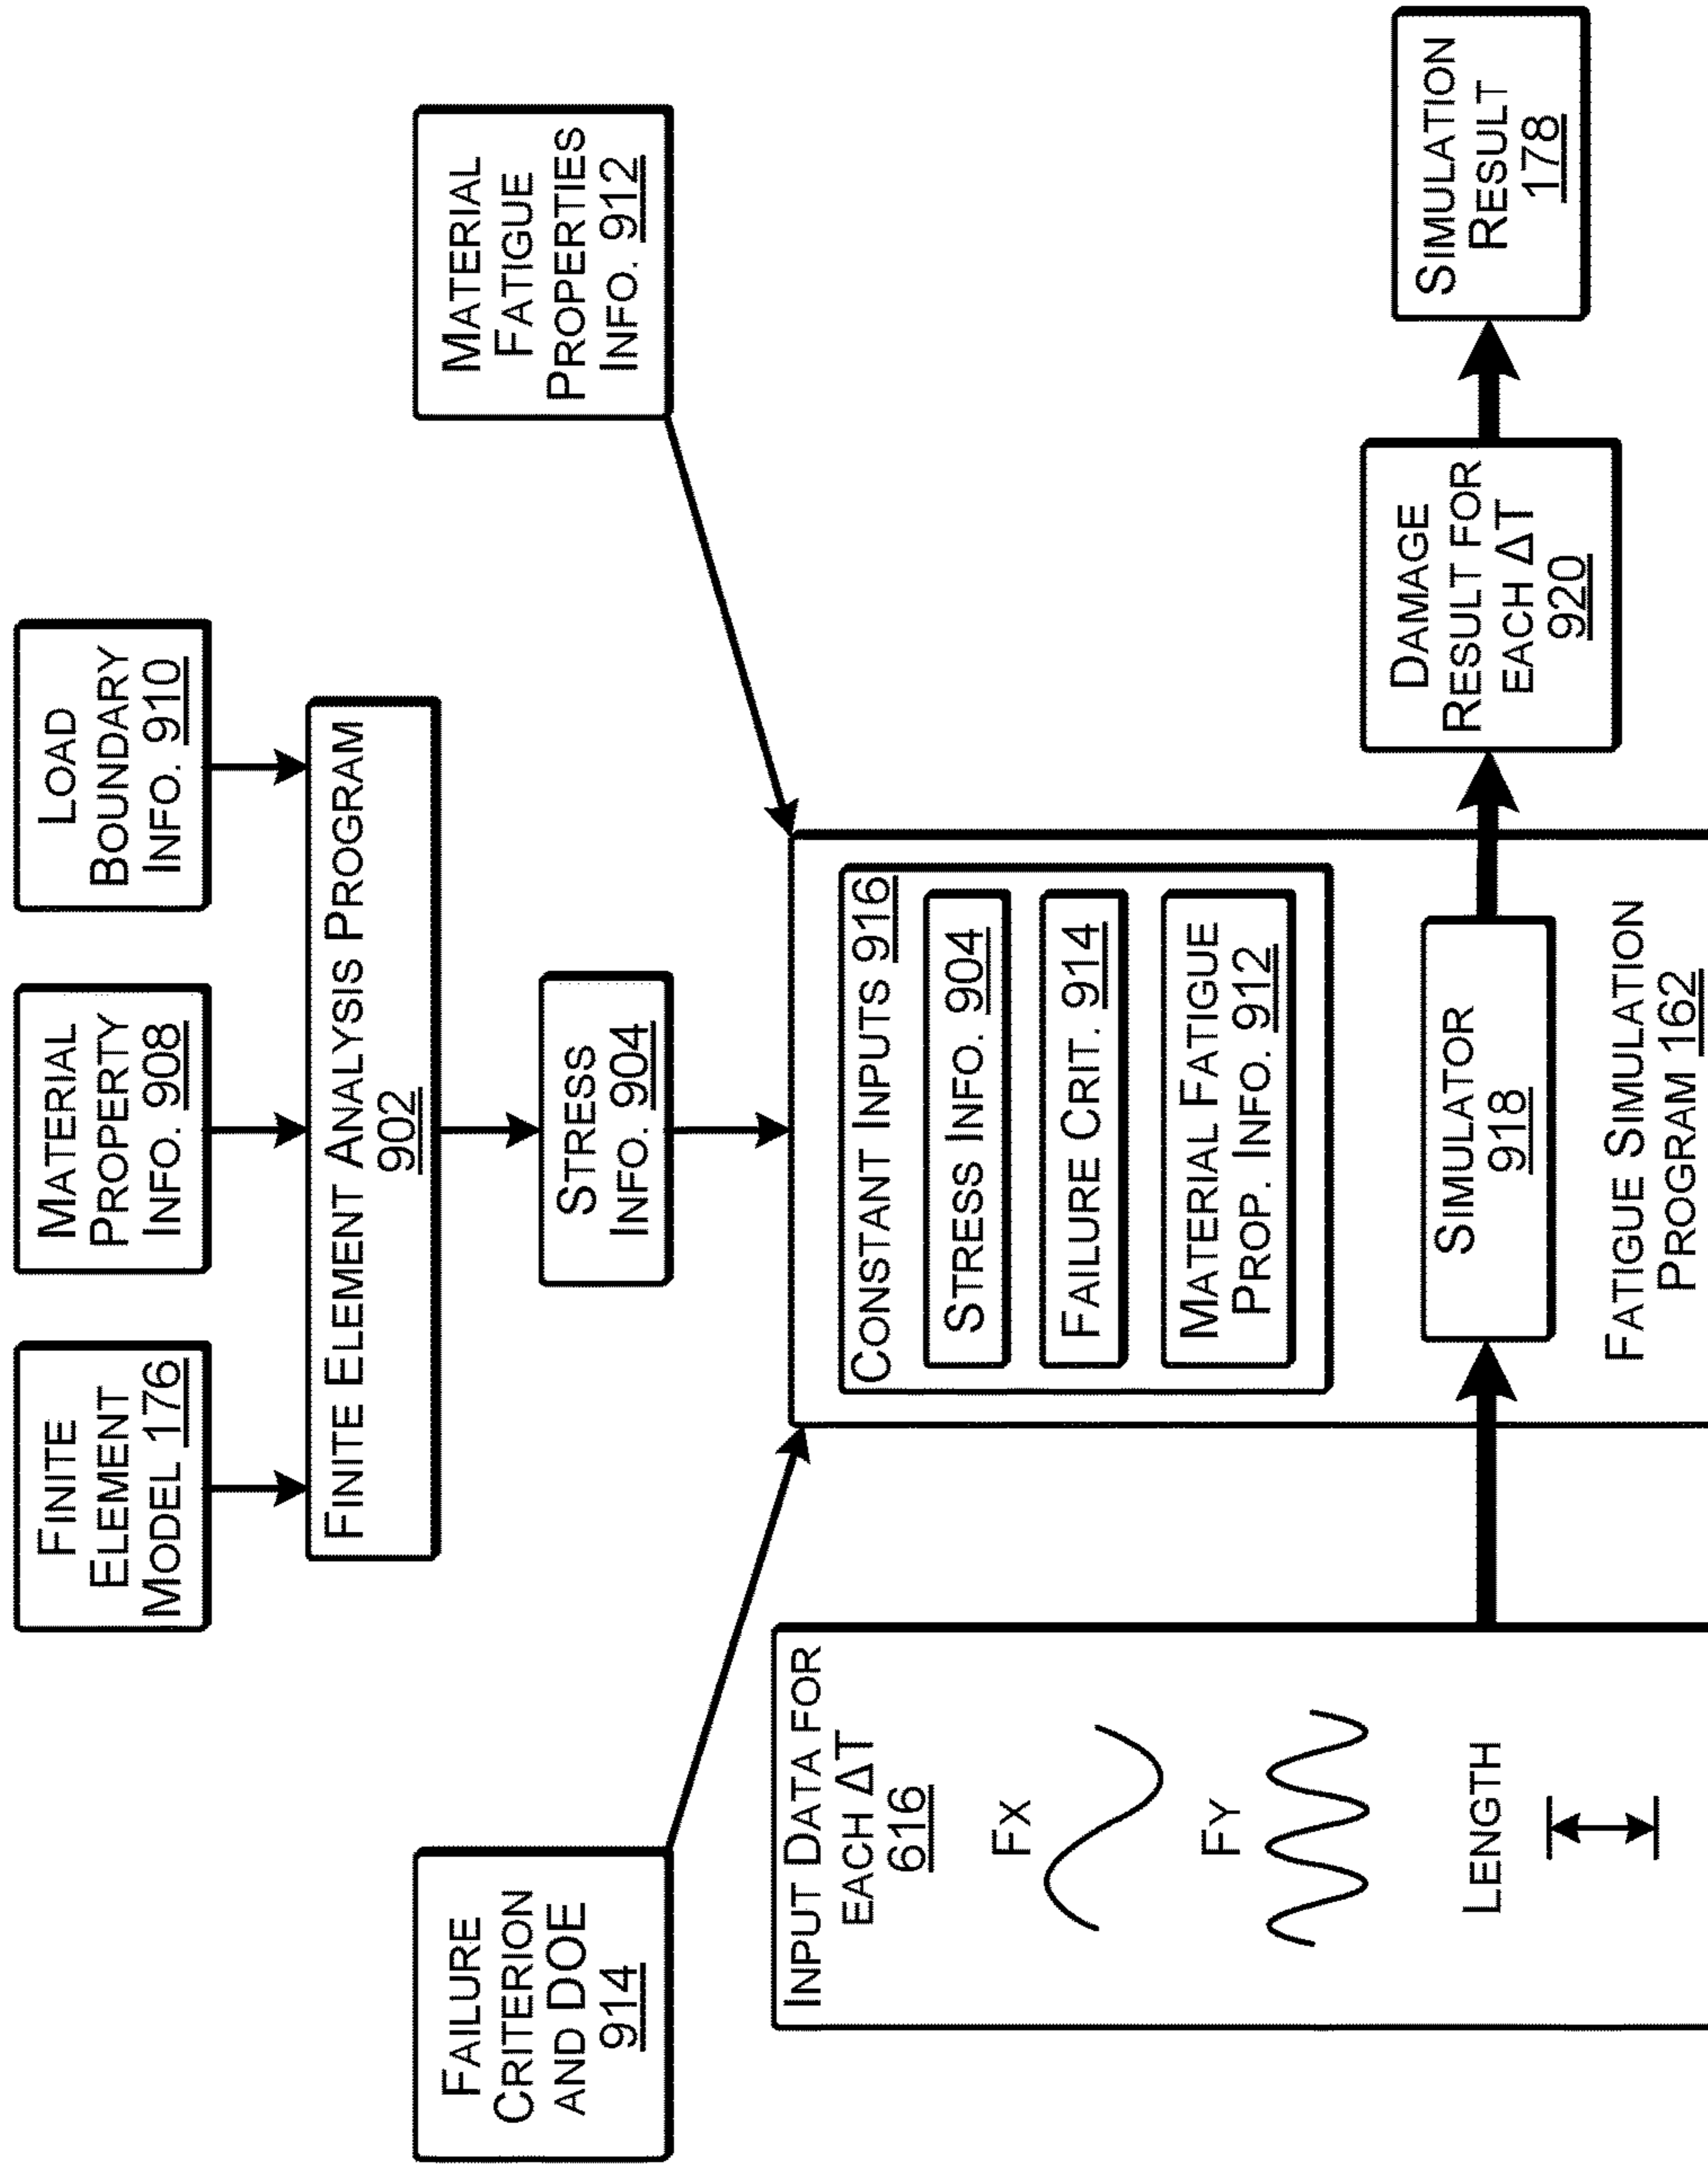 FINITE
ELEMENT
MODEL 176
MATERIAL
PROPERTY
INFO. 908
LOAD
BOUNDARY
INFO. 910
FINITE ELEMENT ANALYSIS PROGRAM
902
FAILURE
CRITERION
AND DOE
914
STRESS
INFO. 904
MATERIAL
FATIGUE
PROPERTIES
INFO. 912
INPUT DATA FOR
EACH ΔT
616
FX
FY
LENGTH
CONSTANT INPUTS 916
STRESS INFO. 904
FAILURE CRIT. 914
MATERIAL FATIGUE
PROP. INFO. 912
SIMULATOR
918
FATIGUE SIMULATION
PROGRAM 162
DAMAGE
RESULT FOR
EACH ΔT
920
SIMULATION
RESULT
178